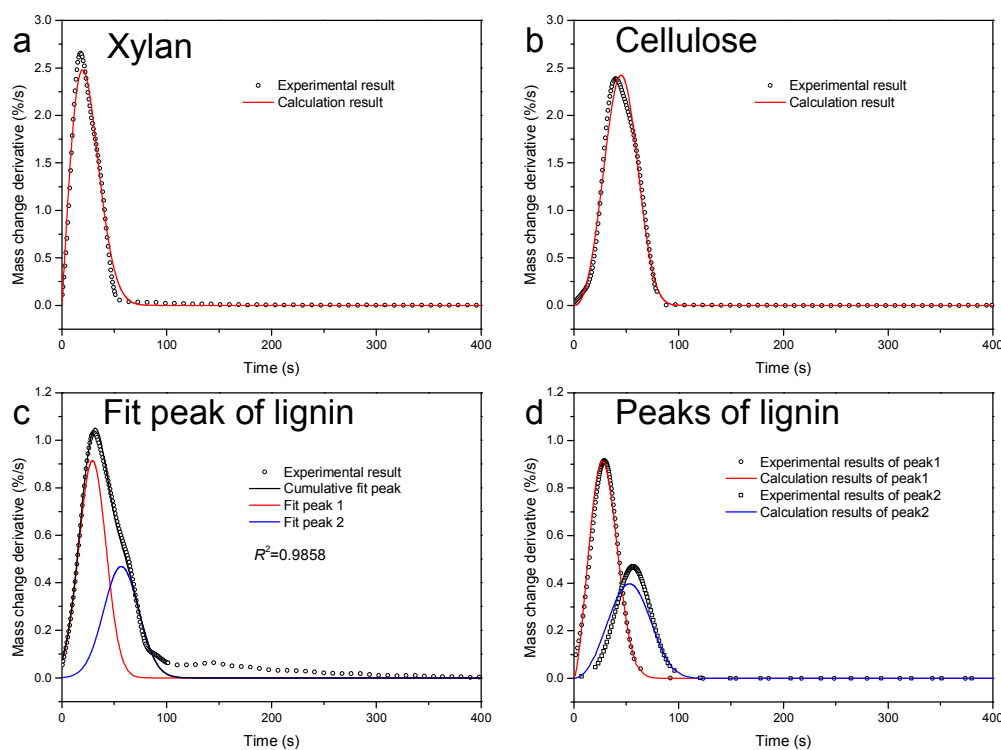 a
Xylan
Experimental result
Calculation result
Mass change derivative (%/s)
3.0
2.5
2.0
1.5
1.0
0.5
0.0
0 100 200 300 400
Time (s)
b
Cellulose
Experimental result
Calculation result
Mass change derivative (%/s)
3.0
2.5
2.0
1.5
1.0
0.5
0.0
0 100 200 300 400
Time (s)
c
Fit peak of lignin
Experimental result
Cumulative fit peak
Fit peak 1
Fit peak 2
R²=0.9858
Mass change derivative (%/s)
1.2
1.0
0.8
0.6
0.4
0.2
0.0
0 100 200 300 400
Time (s)
d
Peaks of lignin
Experimental results of peak1
Calculation results of peak1
Experimental results of peak2
Calculation results of peak2
Mass change derivative (%/s)
1.2
1.0
0.8
0.6
0.4
0.2
0.0
0 100 200 300 400
Time (s)